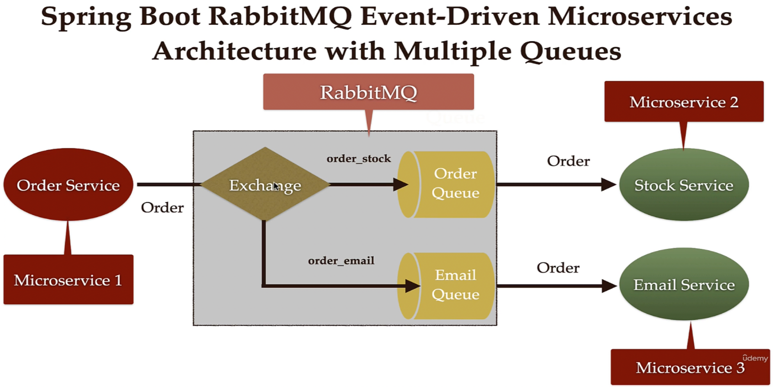 Spring Boot RabbitMQ Event-Driven Microservices
Architecture with Multiple Queues
RabbitMQ
Microservice 2
Order Service
Order
Exchange
order_stock
Order
Queue
Order
Stock Service
Microservice 1
order_email
Email
Queue
Order
Email Service
Microservice 3
udemy